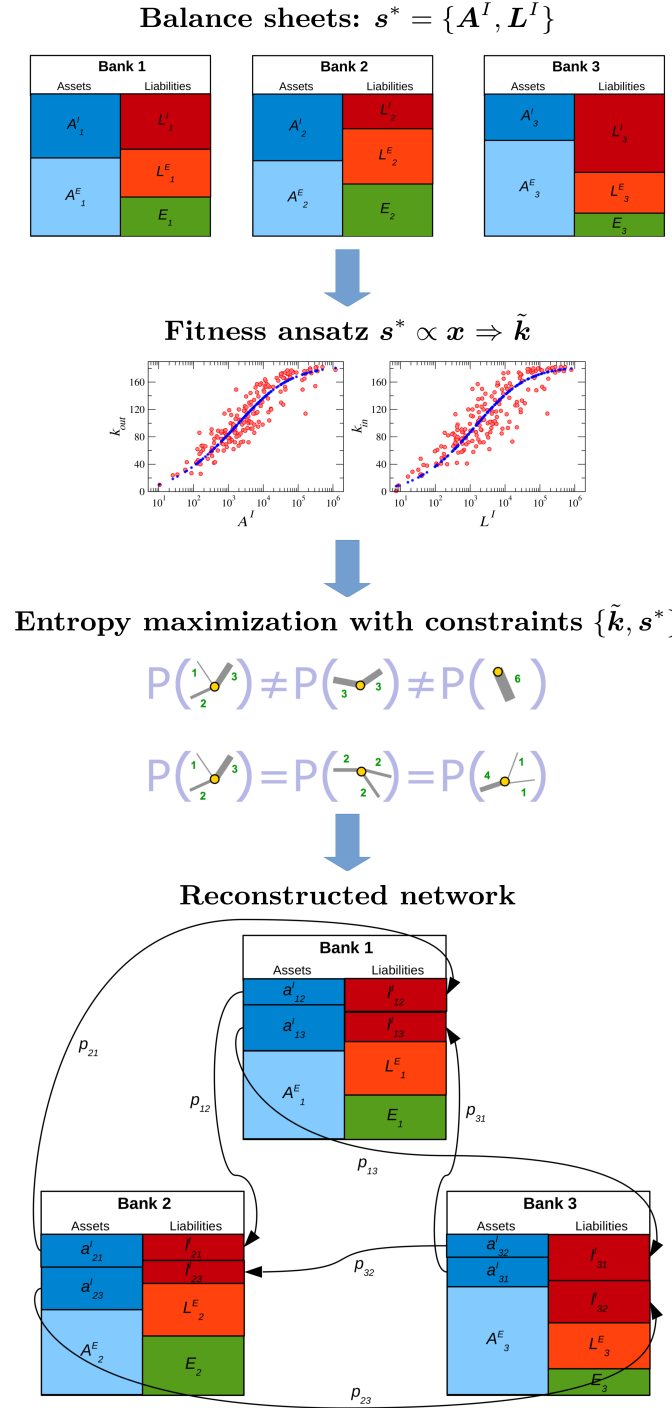 Balance sheets: s* = {A^I, L^I}
Bank 1
Assets Liabilities
A^I_1 L^I_1
L^E_1
A^E_1
E_1
Bank 2
Assets Liabilities
A^I_2 L^I_2
L^E_2
A^E_2
E_2
Bank 3
Assets Liabilities
A^I_3 L^I_3
A^E_3
L^E_3
E_3
Fitness ansatz s* ∝ x ⇒ k̃
k_out
160
120
80
40
0
10^1 10^2 10^3 10^4 10^5 10^6
A^I
k_in
160
120
80
40
0
10^1 10^2 10^3 10^4 10^5 10^6
L^I
Entropy maximization with constraints {k̃, s*}
P(1 2 3) ≠ P(3 3) ≠ P(6)
P(1 2 3) = P(2 2 2) = P(4 1 1)
Reconstructed network
Bank 1
Assets Liabilities
a^I_12 l^I_12
a^I_13 l^I_13
L^E_1
A^E_1
E_1
p_21
p_12
p_31
p_13
Bank 2
Assets Liabilities
a^I_21 l^I_21
l^I_23
a^I_23
L^E_2
A^E_2
E_2
p_32
p_23
Bank 3
Assets Liabilities
a^I_32 l^I_31
a^I_31
l^I_32
A^E_3 L^E_3
E_3